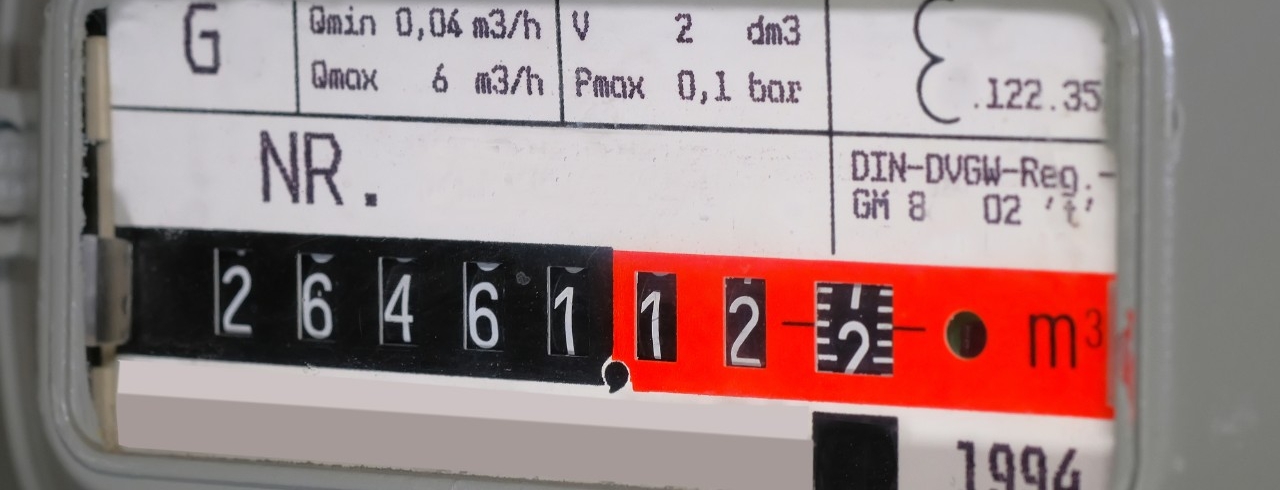 G
Qmin 0,04 m3/h
Qmax 6 m3/h
V 2 dm3
Pmax 0,1 bar
.122.35
NR.
DIN-DVGW-Reg.-
GM 8 02 't'
2 6 4 6 1 , 1 2 2 m³
1994